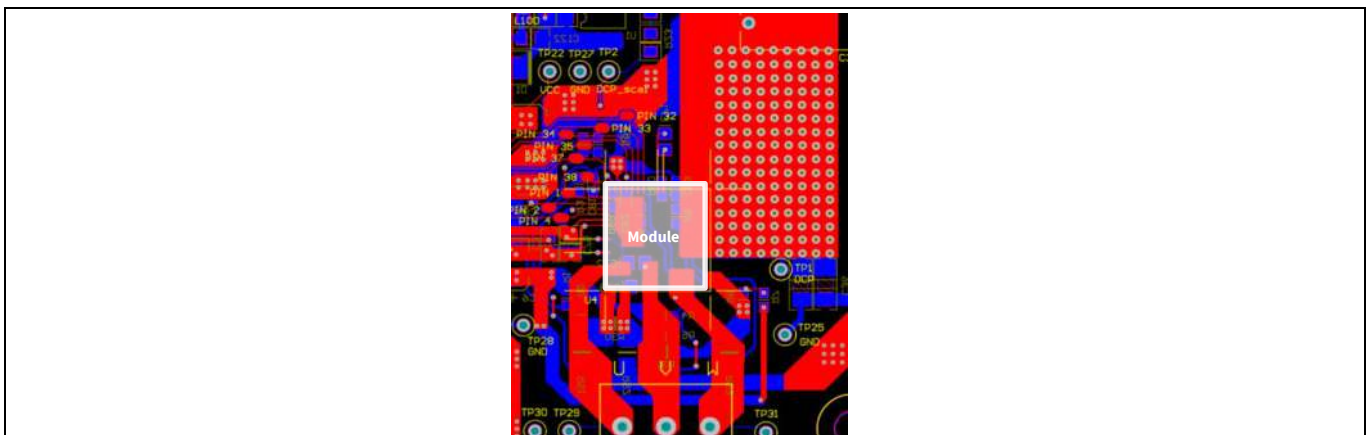 L100
C122
TP22 TP27 TP2
VCC GND DCP_scal
PIN 32
PIN 33
PIN 34
PIN 35
PIN 37
PIN 38
PIN 1
PIN 2
PIN 4
Module
TP1
DCP
U4
TP25
GND
TP28
GND
U V W
TP30 TP29
TP31